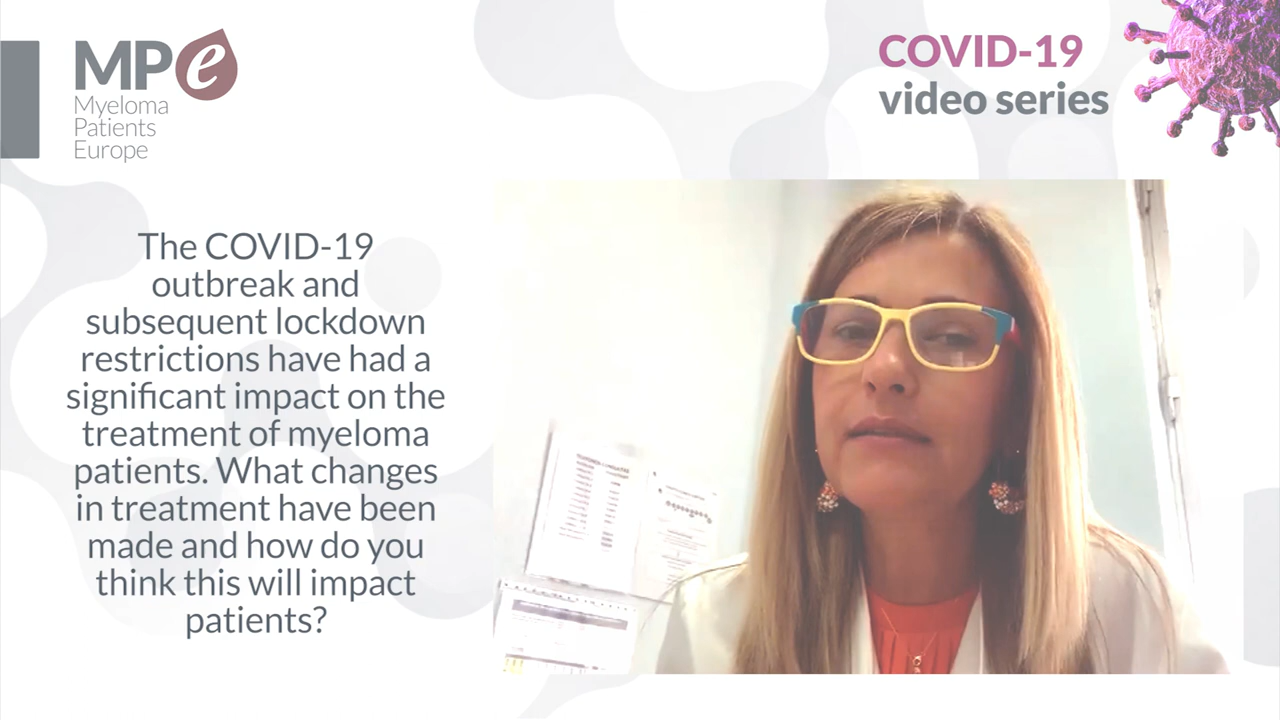 MPe
Myeloma
Patients
Europe
COVID-19
video series
The COVID-19
outbreak and
subsequent lockdown
restrictions have had a
significant impact on the
treatment of myeloma
patients. What changes
in treatment have been
made and how do you
think this will impact
patients?